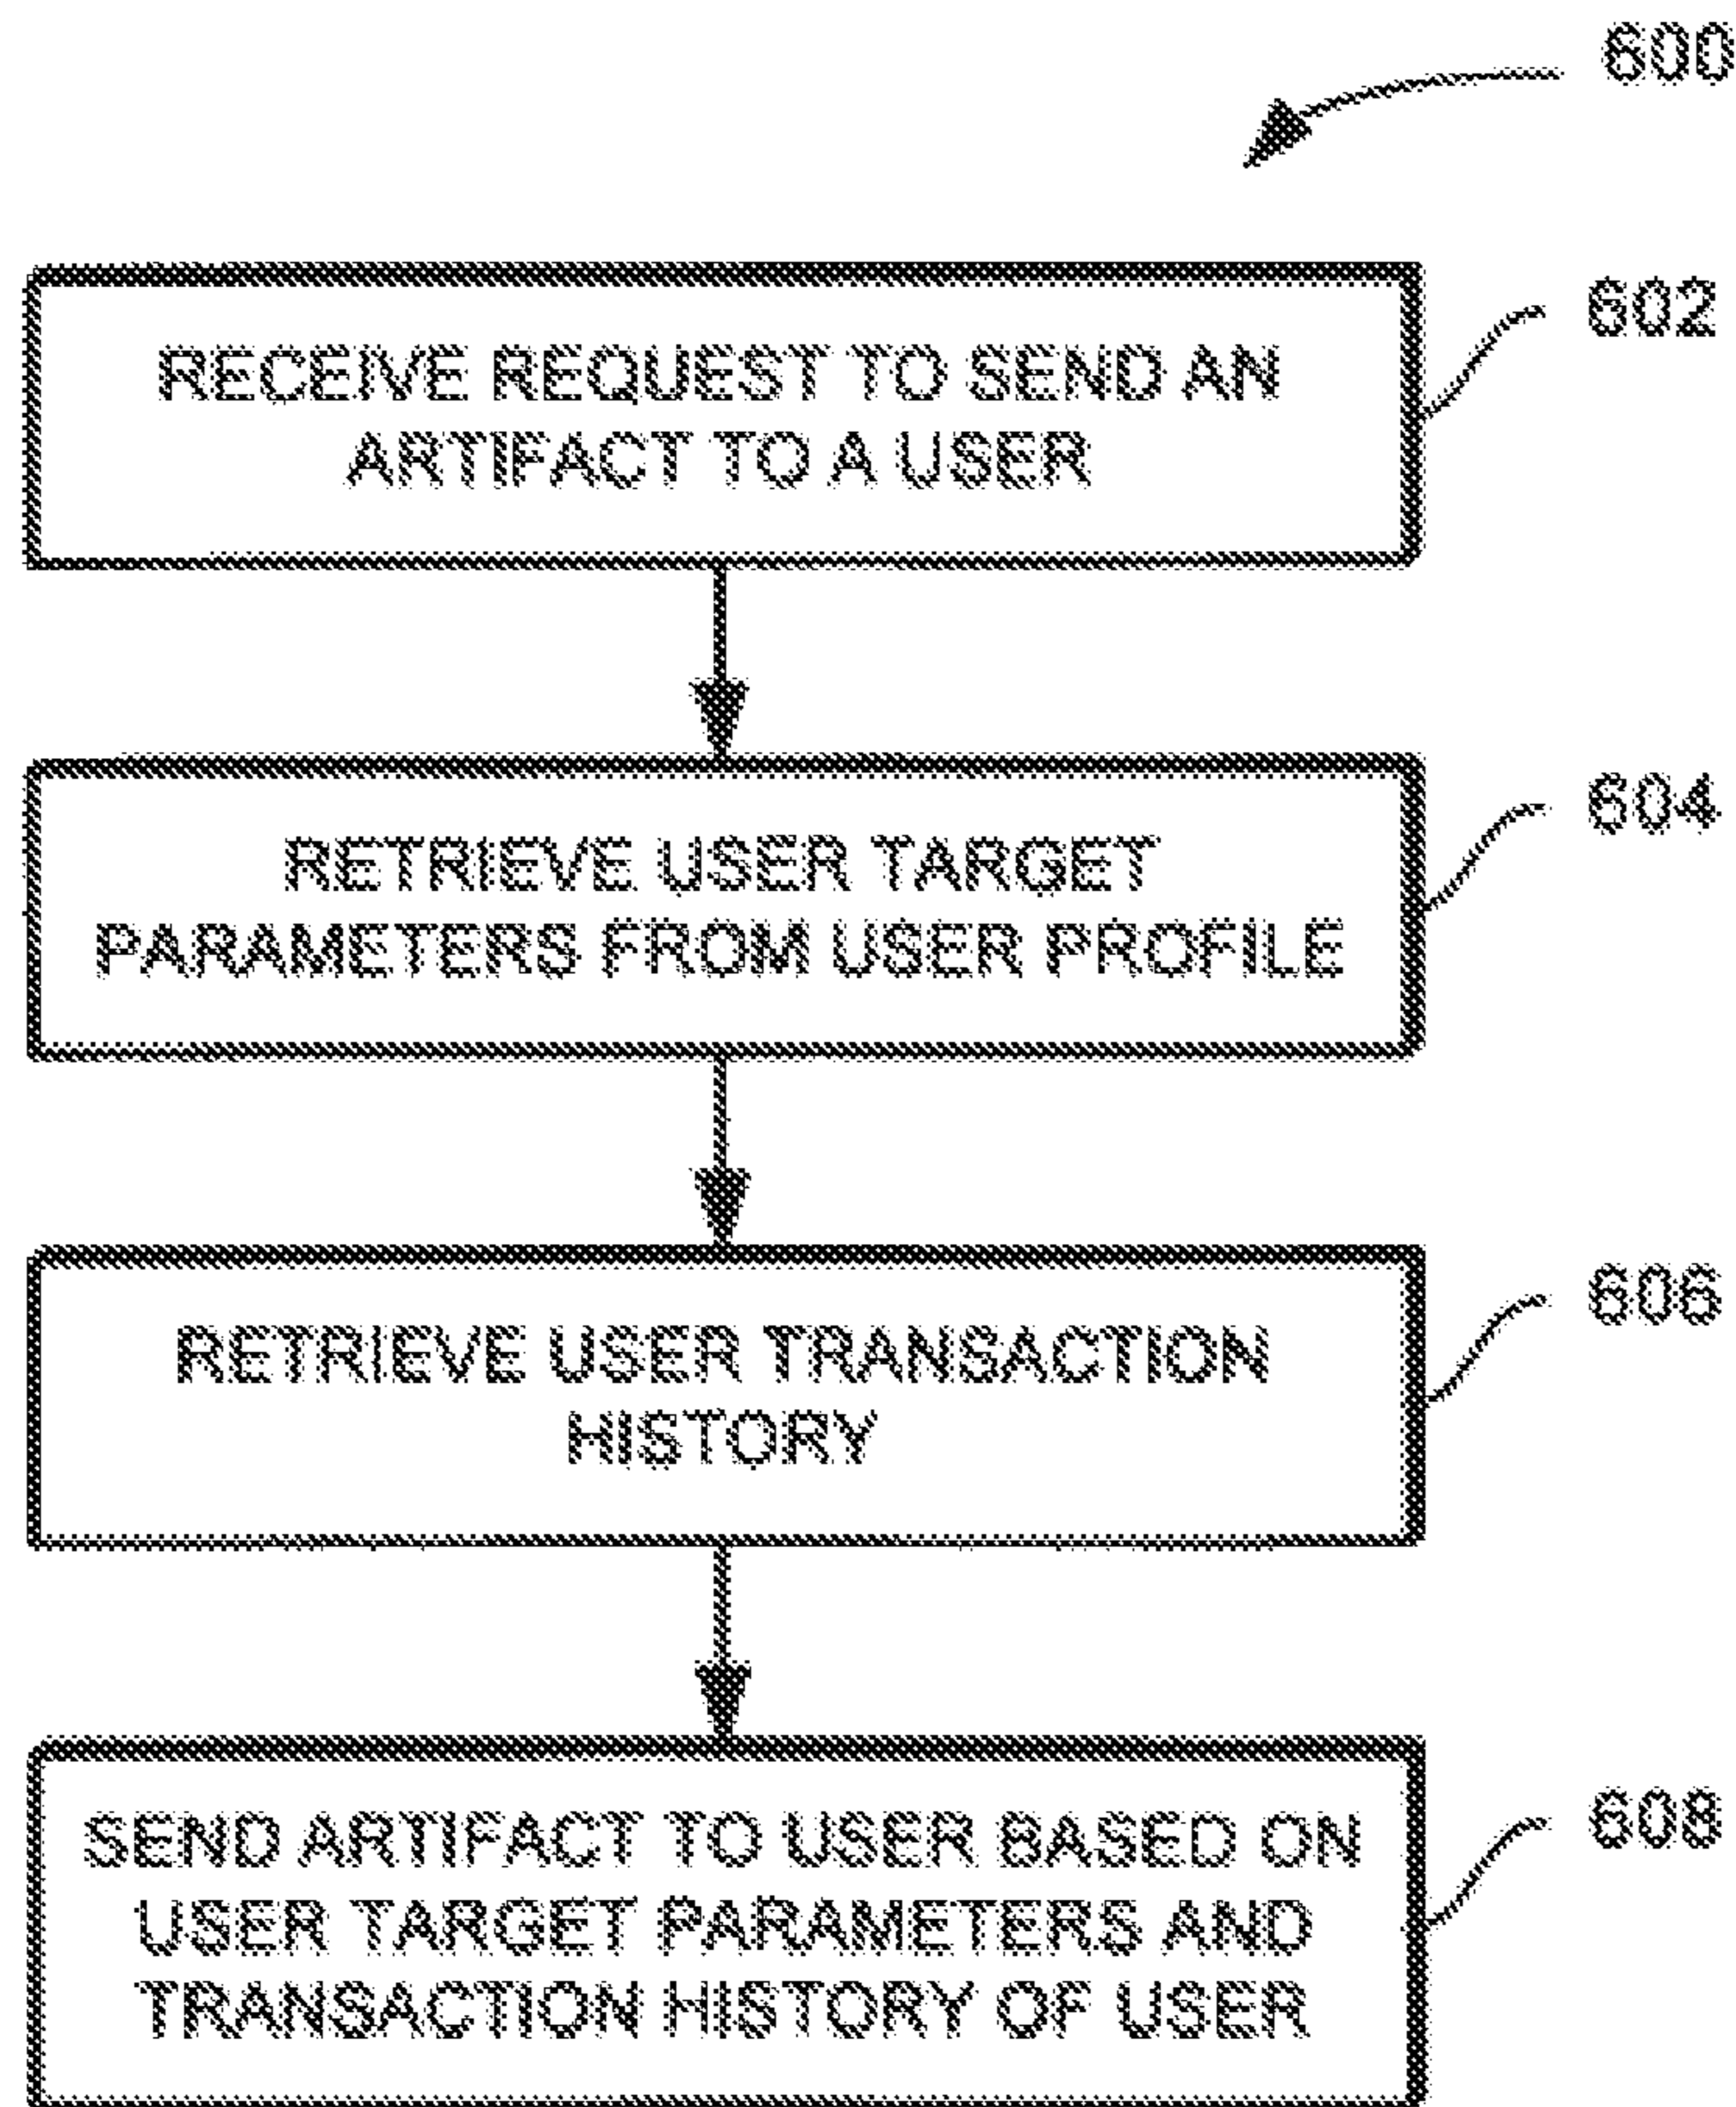 600
RECEIVE REQUEST TO SEND AN
ARTIFACT TO A USER
602
RETRIEVE USER TARGET
PARAMETERS FROM USER PROFILE
604
RETRIEVE USER TRANSACTION
HISTORY
606
SEND ARTIFACT TO USER BASED ON
USER TARGET PARAMETERS AND
TRANSACTION HISTORY OF USER
608